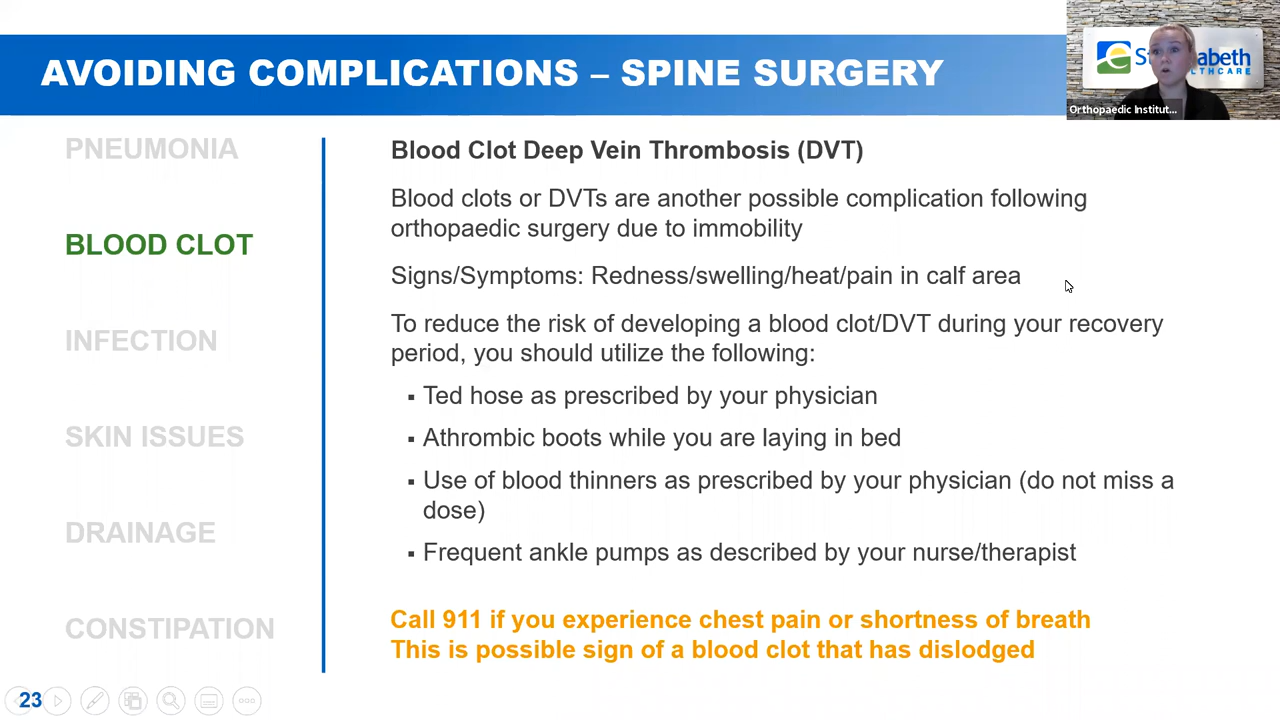 AVOIDING COMPLICATIONS – SPINE SURGERY
Orthopaedic Institut...
PNEUMONIA
BLOOD CLOT
INFECTION
SKIN ISSUES
DRAINAGE
CONSTIPATION
Blood Clot Deep Vein Thrombosis (DVT)
Blood clots or DVTs are another possible complication following
orthopaedic surgery due to immobility
Signs/Symptoms: Redness/swelling/heat/pain in calf area
To reduce the risk of developing a blood clot/DVT during your recovery
period, you should utilize the following:
▪ Ted hose as prescribed by your physician
▪ Athrombic boots while you are laying in bed
▪ Use of blood thinners as prescribed by your physician (do not miss a
dose)
▪ Frequent ankle pumps as described by your nurse/therapist
Call 911 if you experience chest pain or shortness of breath
This is possible sign of a blood clot that has dislodged
23